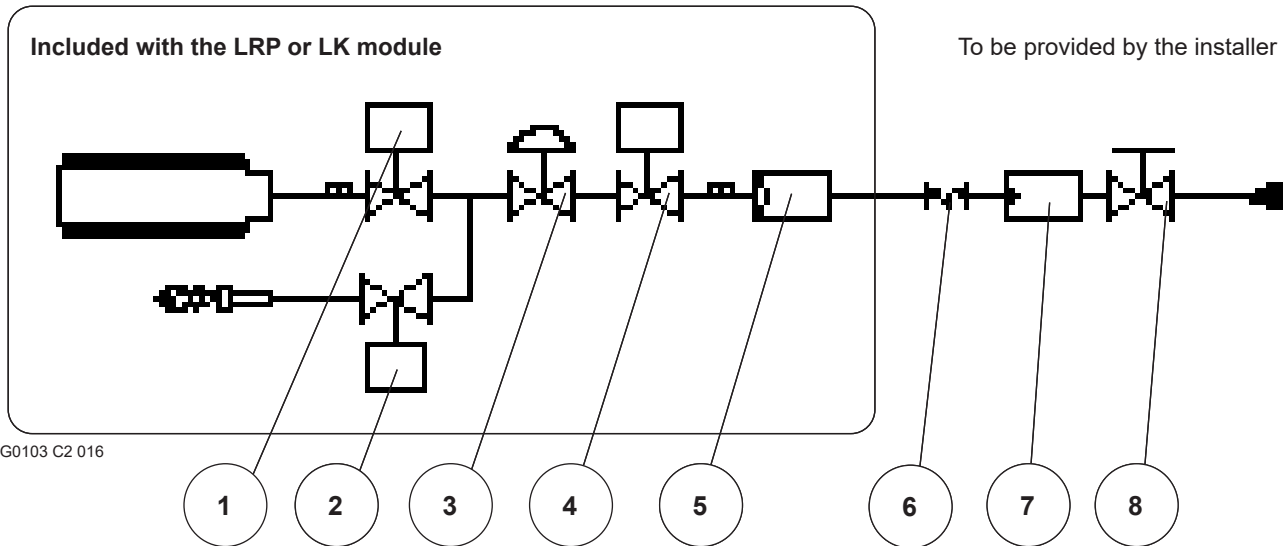 Included with the LRP or LK module
To be provided by the installer
G0103 C2 016
1 2 3 4 5 6 7 8